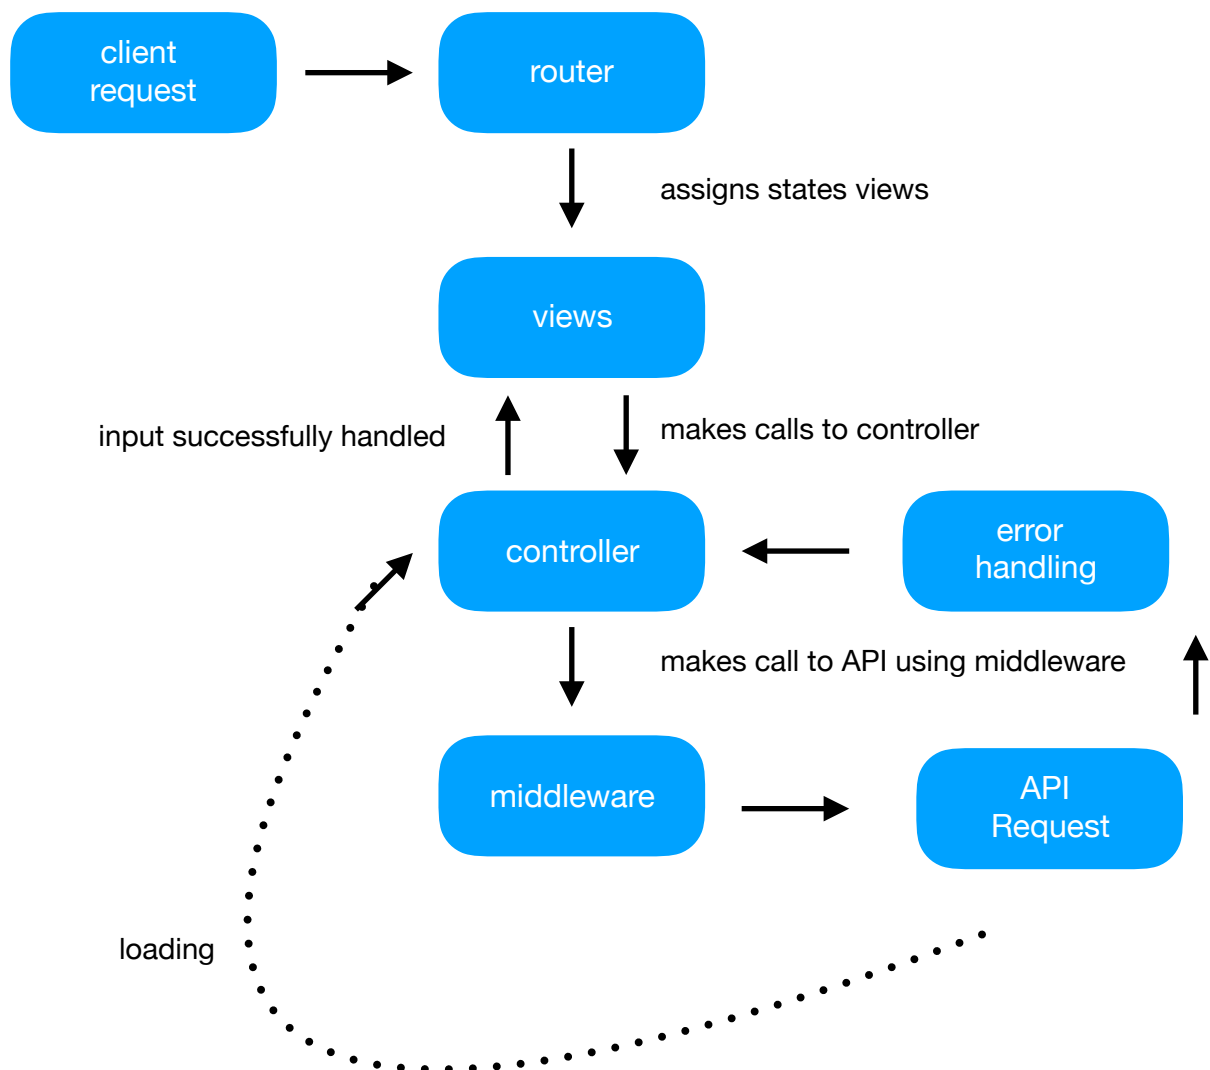 client
request
router
assigns states views
views
input successfully handled
makes calls to controller
controller
error
handling
makes call to API using middleware
middleware
API
Request
loading